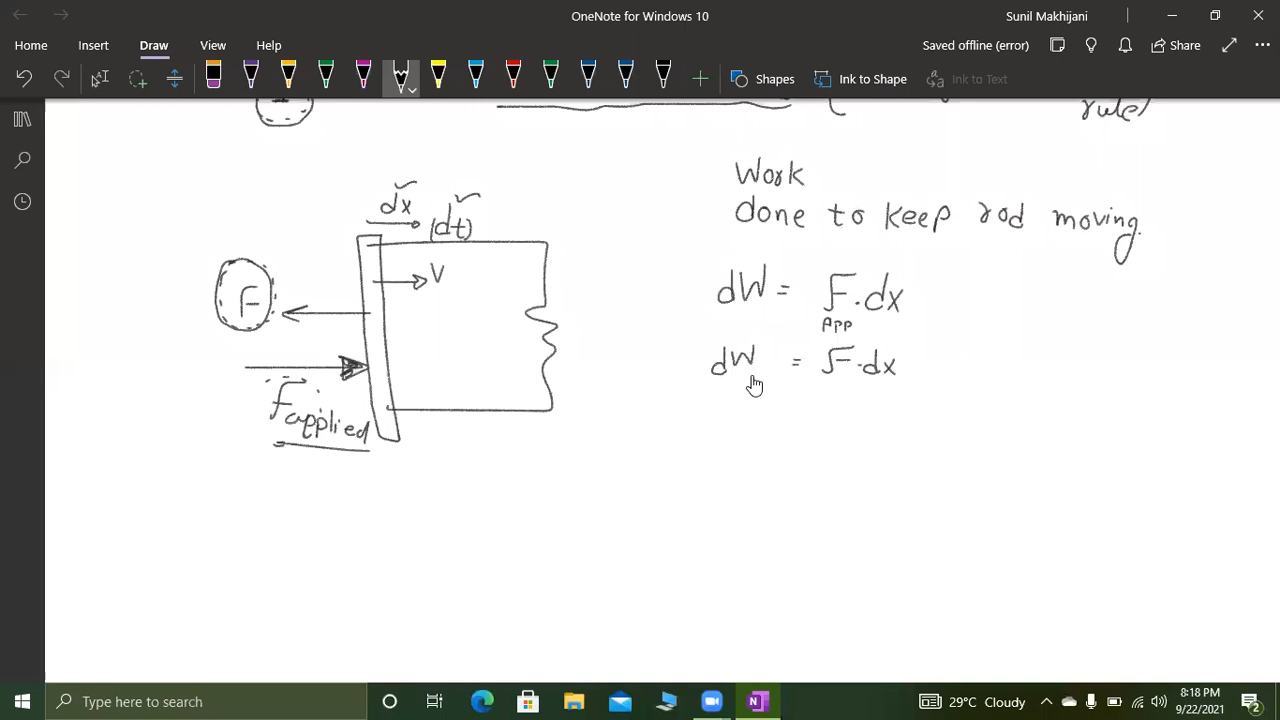 OneNote for Windows 10
Sunil Makhijani
Home Insert Draw View Help
Saved offline (error)
Share
Shapes
Ink to Shape
Ink to Text
rule)
Work
done to keep rod moving.
dx
(dt)
V
F
F applied
dW = F.dx
APP
dW = F.dx
Type here to search
29°C Cloudy
8:18 PM
9/22/2021
2